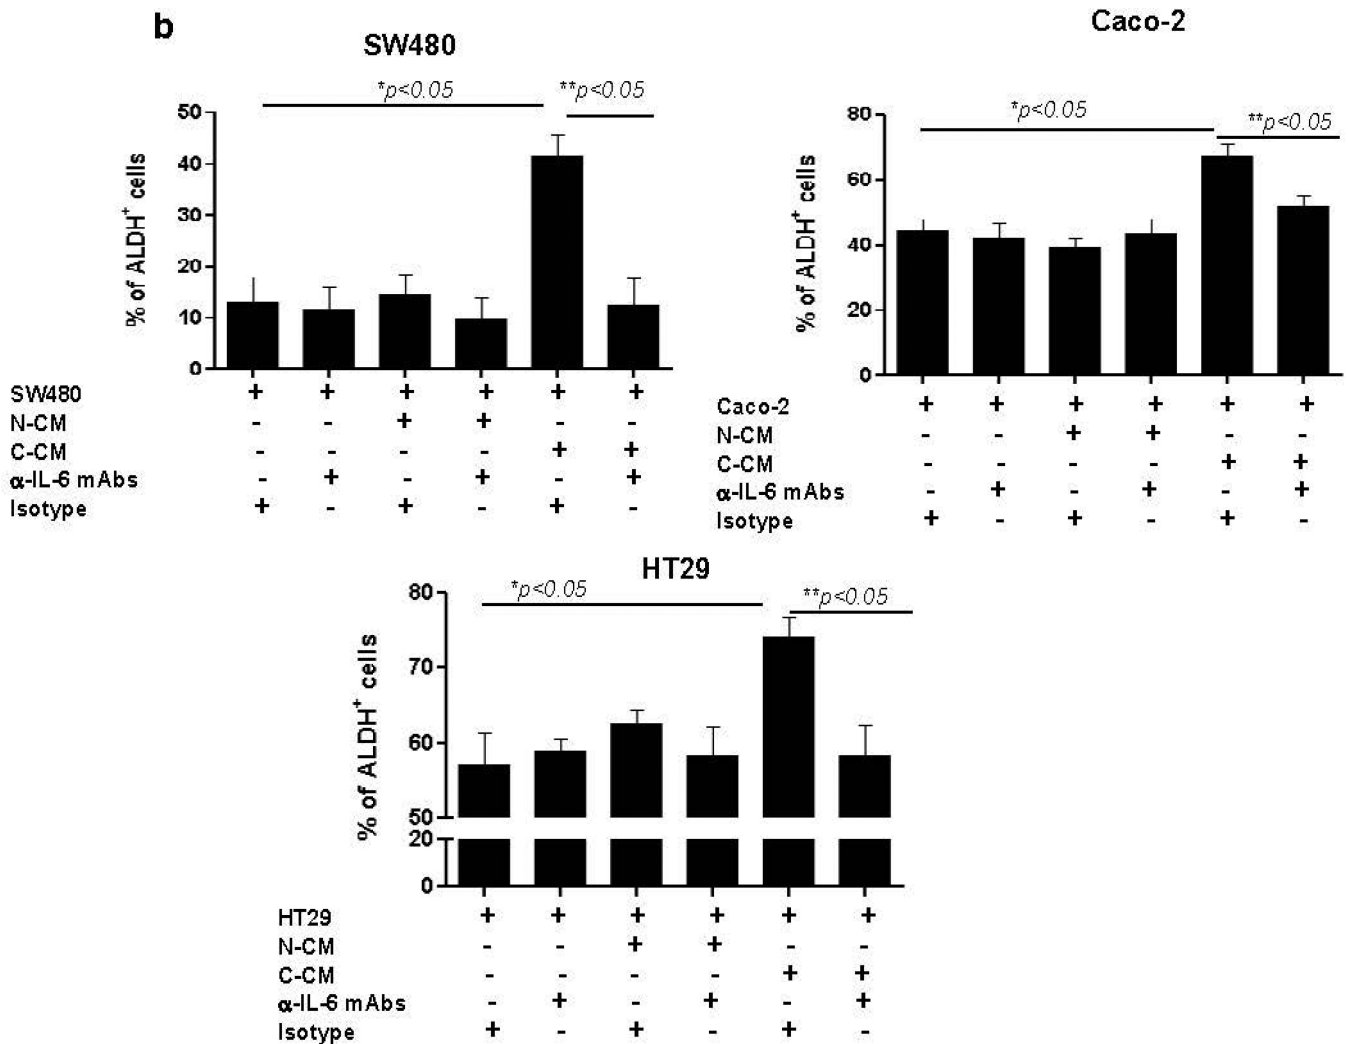 b
SW480
*p<0.05 **p<0.05
% of ALDH+ cells
50
40
30
20
10
0
SW480 + + + + + +
N-CM - - + + - -
C-CM - - - - + +
α-IL-6 mAbs - + - + - +
Isotype + - + - + -
Caco-2
*p<0.05 **p<0.05
% of ALDH+ cells
80
60
40
20
0
Caco-2 + + + + + +
N-CM - - + + - -
C-CM - - - - + +
α-IL-6 mAbs - + - + - +
Isotype + - + - + -
HT29
*p<0.05 **p<0.05
% of ALDH+ cells
80
70
60
50
20
0
HT29 + + + + + +
N-CM - - + + - -
C-CM - - - - + +
α-IL-6 mAbs - + - + - +
Isotype + - + - + -